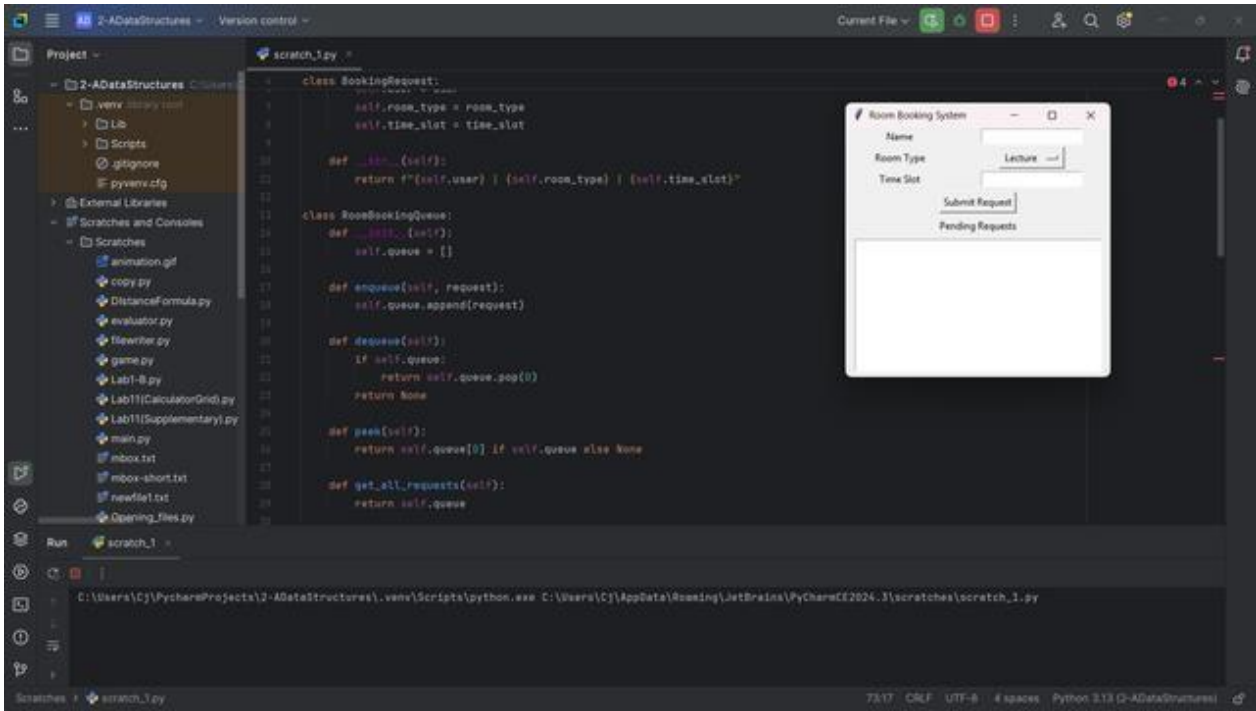 AD 2-ADataStructures Version control Current File
Project
scratch_1.py
2-ADataStructures
.venv library root
Lib
Scripts
.gitignore
pyvenv.cfg
External Libraries
Scratches and Consoles
Scratches
animation.gif
copy.py
DistanceFormula.py
evaluator.py
filewriter.py
game.py
Lab1-B.py
Lab11(CalculatorGrid).py
Lab11(Supplementary).py
main.py
mbox.txt
mbox-short.txt
newfile1.txt
Opening_files.py
class BookingRequest:
4
self.room_type = room_type
self.time_slot = time_slot
def __str__(self):
return f"{self.user} | {self.room_type} | {self.time_slot}"
class RoomBookingQueue:
def __init__(self):
self.queue = []
def enqueue(self, request):
self.queue.append(request)
def dequeue(self):
if self.queue:
return self.queue.pop(0)
return None
def peek(self):
return self.queue[0] if self.queue else None
def get_all_requests(self):
return self.queue
Room Booking System
Name
Room Type Lecture
Time Slot
Submit Request
Pending Requests
Run scratch_1
C:\Users\Cj\PycharmProjects\2-ADataStructures\.venv\Scripts\python.exe C:\Users\Cj\AppData\Roaming\JetBrains\PyCharmCE2024.3\scratches\scratch_1.py
Scratches scratch_1.py
73:17 CRLF UTF-8 4 spaces Python 3.13 (2-ADataStructures)